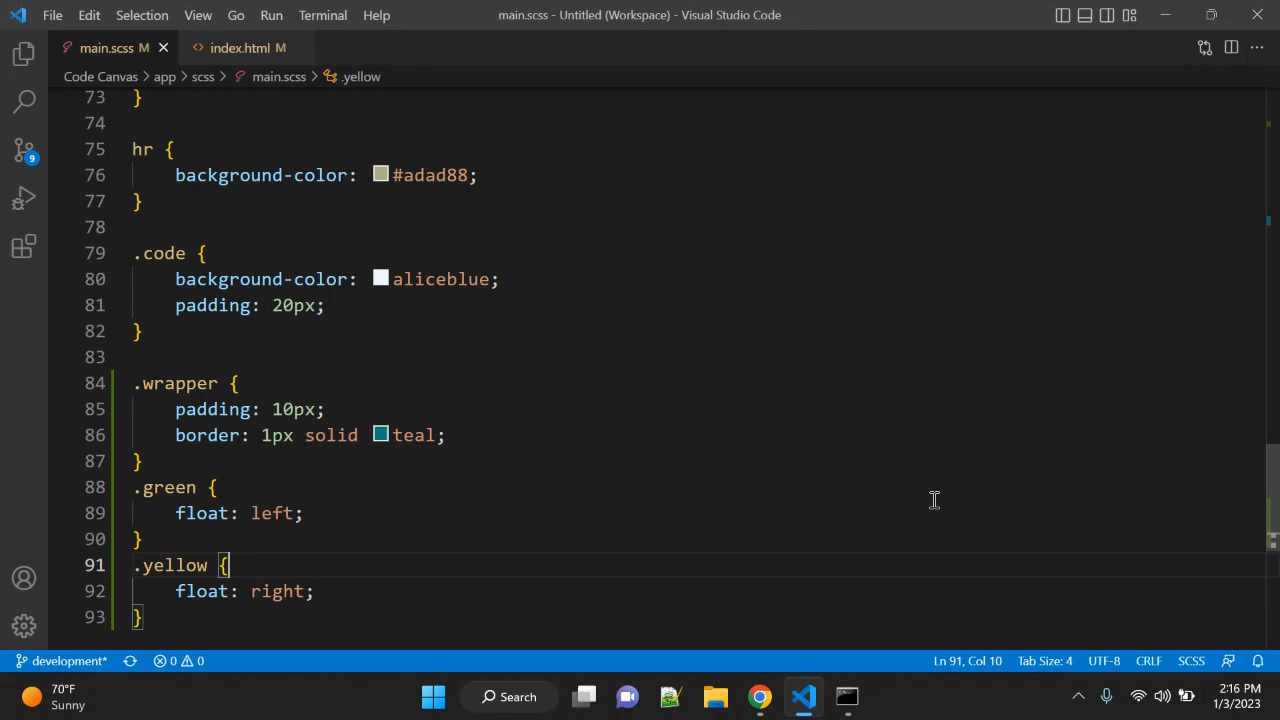 File Edit Selection View Go Run Terminal Help
main.scss - Untitled (Workspace) - Visual Studio Code
main.scss M
index.html M
Code Canvas > app > scss > main.scss > .yellow
73 }
74
75 hr {
76 background-color: #adad88;
77 }
78
79 .code {
80 background-color: aliceblue;
81 padding: 20px;
82 }
83
84 .wrapper {
85 padding: 10px;
86 border: 1px solid teal;
87 }
88 .green {
89 float: left;
90 }
91 .yellow {
92 float: right;
93 }
9
development* 0 0
Ln 91, Col 10 Tab Size: 4 UTF-8 CRLF SCSS
70°F
Sunny
Search
2:16 PM
1/3/2023